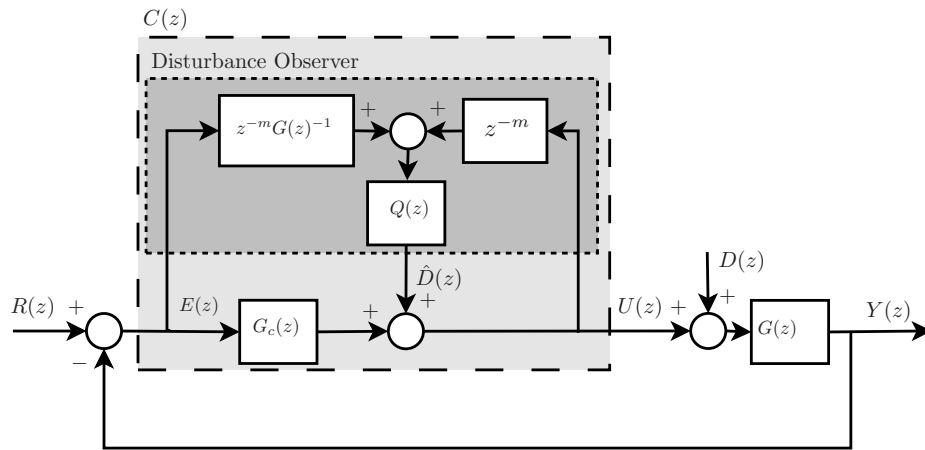 C(z)
Disturbance Observer
z^{-m}G(z)^{-1}
+
+
z^{-m}
Q(z)
\hat{D}(z)
D(z)
R(z)
+
E(z)
G_c(z)
+
+
U(z)
+
+
G(z)
Y(z)
−